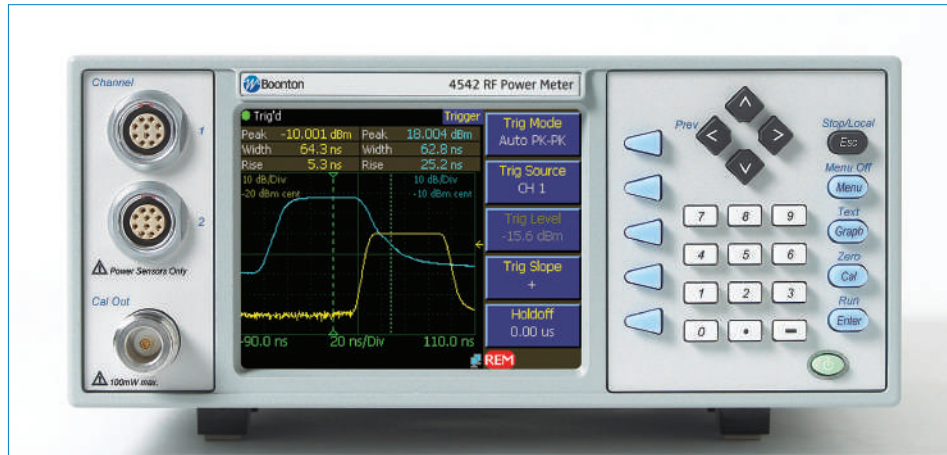 Channel
1
2
Power Sensors Only
Cal Out
100mW max.
Boonton
4542 RF Power Meter
Trig'd
Trigger
Peak -10.001 dBm Peak 18.004 dBm
Width 64.3 ns Width 62.8 ns
Rise 5.3 ns Rise 25.2 ns
10 dB/Div 10 dB/Div
-20 dBm cent -10 dBm cent
-90.0 ns 20 ns/Div 110.0 ns
REM
Trig Mode
Auto PK-PK
Trig Source
CH 1
Trig Level
-15.6 dBm
Trig Slope
+
Holdoff
0.00 us
Prev
7 8 9
4 5 6
1 2 3
0 • –
Stop/Local
Esc
Menu Off
Menu
Text
Graph
Zero
Cal
Run
Enter